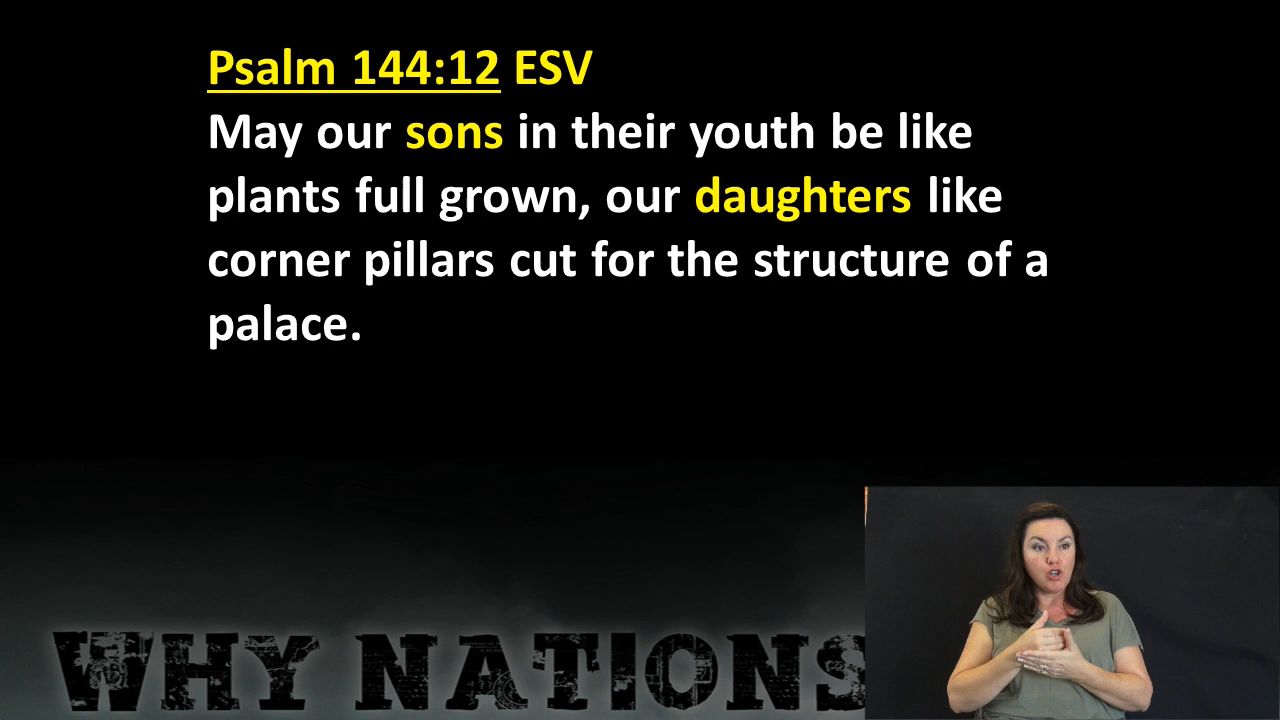 Psalm 144:12 ESV
May our sons in their youth be like
plants full grown, our daughters like
corner pillars cut for the structure of a
palace.
WHY NATIONS